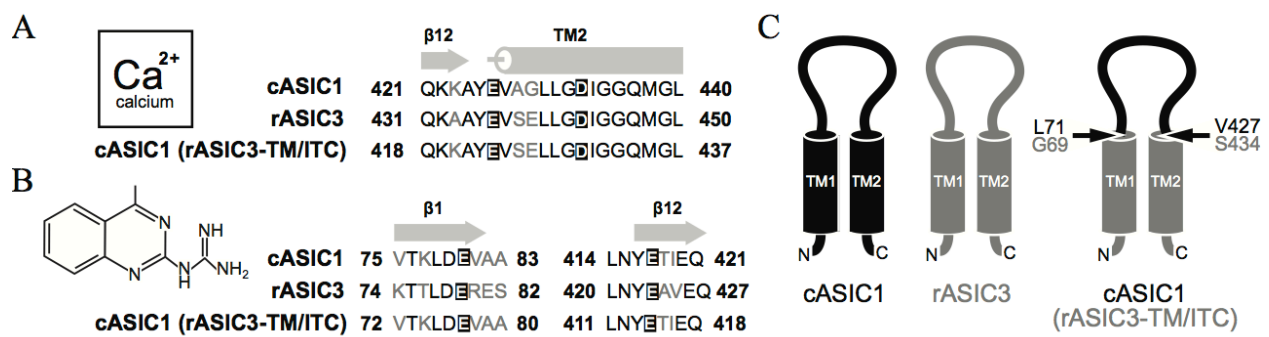 A
Ca 2+
calcium
β12 TM2
cASIC1 421 QKKAYEVAGLLGDIGGQMGL 440
rASIC3 431 QKAAYEVSELLGDIGGQMGL 450
cASIC1 (rASIC3-TM/ITC) 418 QKKAYEVSELLGDIGGQMGL 437
B
N
N
NH
NH
NH2
β1 β12
cASIC1 75 VTKLDEVAA 83 414 LNYETIEQ 421
rASIC3 74 KTTLDERES 82 420 LNYEAVEQ 427
cASIC1 (rASIC3-TM/ITC) 72 VTKLDEVAA 80 411 LNYETIEQ 418
C
L71 V427
G69 S434
TM1 TM2 TM1 TM2 TM1 TM2
N C N C N C
cASIC1 rASIC3 cASIC1
(rASIC3-TM/ITC)